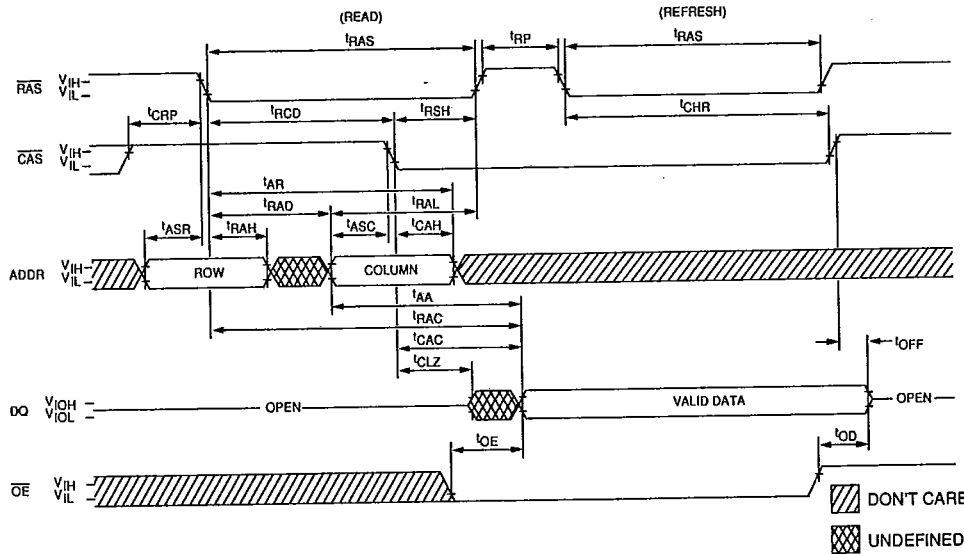 (READ) (REFRESH)
tRAS tRP tRAS
RAS VIH VIL
tCRP tRCD tRSH tCHR
CAS VIH VIL
tAR
tRAD tRAL
tASR tRAH tASC tCAH
ADDR VIH VIL ROW COLUMN
tAA
tRAC
tCAC
tCLZ tOFF
DQ VIOH VIOL OPEN VALID DATA OPEN
tOE tOD
OE VIH VIL
DON'T CARE
UNDEFINED